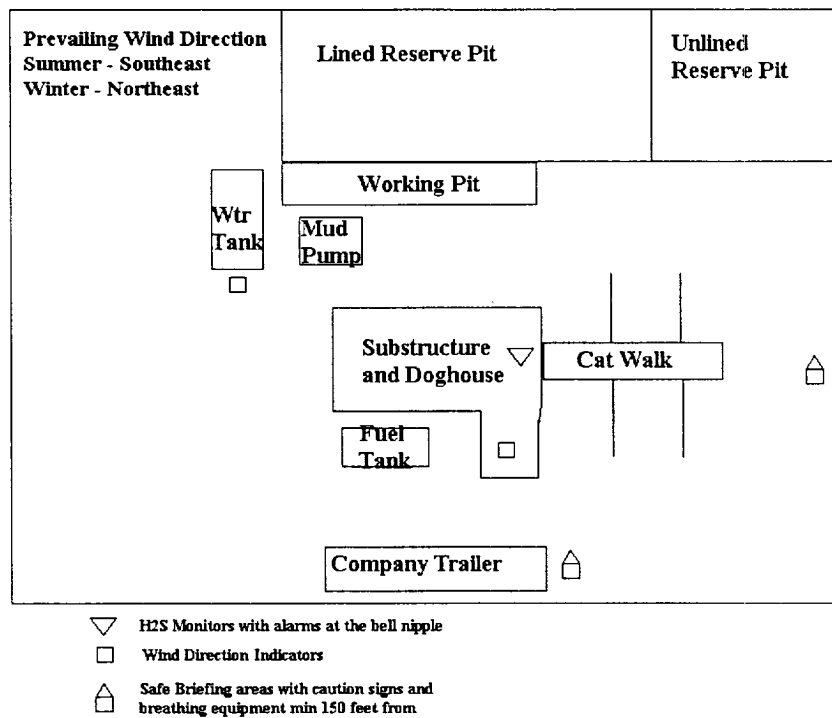 Prevailing Wind Direction
Summer - Southeast
Winter - Northeast
Lined Reserve Pit
Unlined
Reserve Pit
Working Pit
Wtr
Tank
Mud
Pump
Substructure
and Doghouse
Cat Walk
Fuel
Tank
Company Trailer
H2S Monitors with alarms at the bell nipple
Wind Direction Indicators
Safe Briefing areas with caution signs and
breathing equipment min 150 feet from